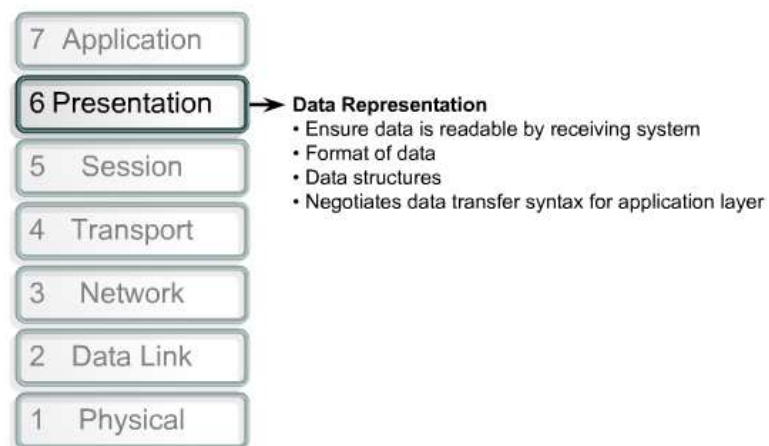 7 Application
6 Presentation
Data Representation
• Ensure data is readable by receiving system
• Format of data
• Data structures
• Negotiates data transfer syntax for application layer
5 Session
4 Transport
3 Network
2 Data Link
1 Physical